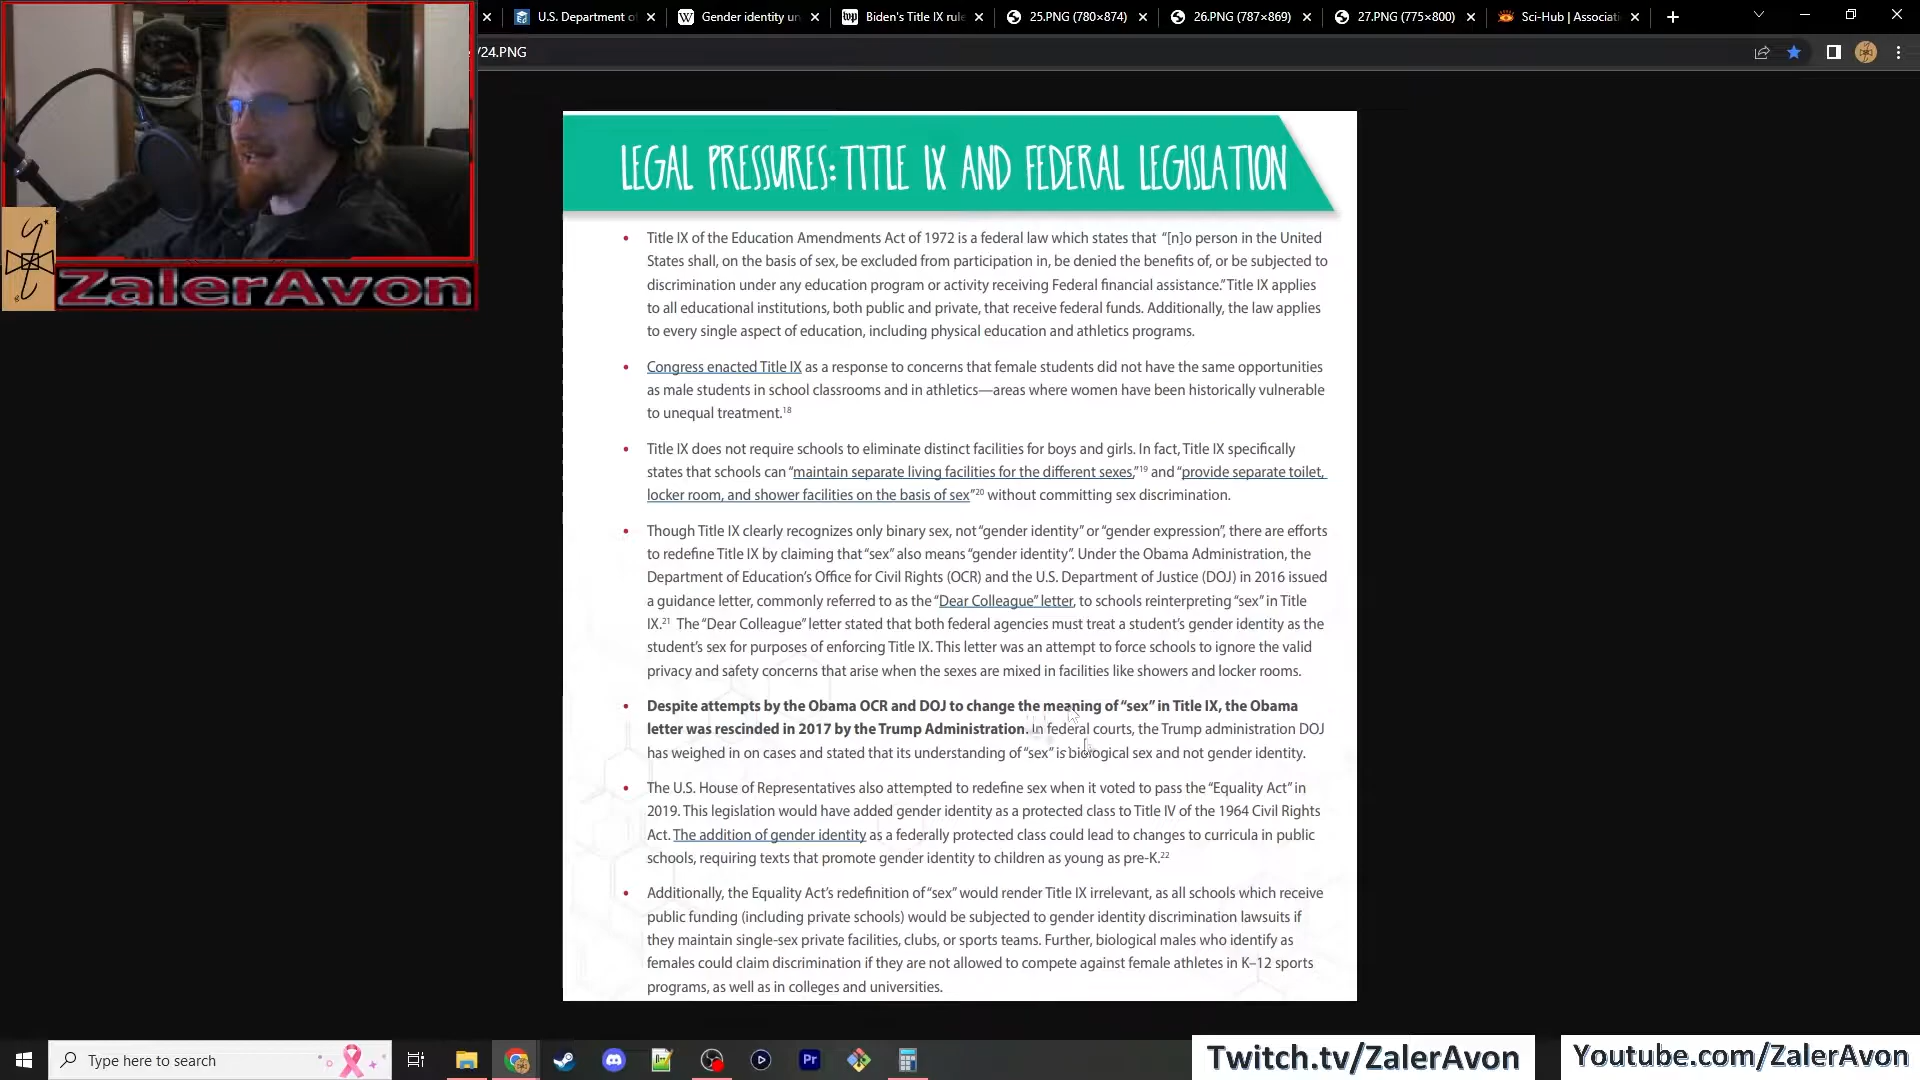 U.S. Department o
Gender identity un
Biden's Title IX rul
25.PNG (780×874)
26.PNG (787×869)
27.PNG (775×800)
Sci-Hub | Associati
/24.PNG
ZalerAvon
LEGAL PRESSURES: TITLE IX AND FEDERAL LEGISLATION
• Title IX of the Education Amendments Act of 1972 is a federal law which states that "[n]o person in the United
States shall, on the basis of sex, be excluded from participation in, be denied the benefits of, or be subjected to
discrimination under any education program or activity receiving Federal financial assistance." Title IX applies
to all educational institutions, both public and private, that receive federal funds. Additionally, the law applies
to every single aspect of education, including physical education and athletics programs.
• Congress enacted Title IX as a response to concerns that female students did not have the same opportunities
as male students in school classrooms and in athletics—areas where women have been historically vulnerable
to unequal treatment.18
• Title IX does not require schools to eliminate distinct facilities for boys and girls. In fact, Title IX specifically
states that schools can "maintain separate living facilities for the different sexes,"19 and "provide separate toilet,
locker room, and shower facilities on the basis of sex"20 without committing sex discrimination.
• Though Title IX clearly recognizes only binary sex, not "gender identity" or "gender expression", there are efforts
to redefine Title IX by claiming that "sex" also means "gender identity". Under the Obama Administration, the
Department of Education's Office for Civil Rights (OCR) and the U.S. Department of Justice (DOJ) in 2016 issued
a guidance letter, commonly referred to as the "Dear Colleague" letter, to schools reinterpreting "sex" in Title
IX.21 The "Dear Colleague" letter stated that both federal agencies must treat a student's gender identity as the
student's sex for purposes of enforcing Title IX. This letter was an attempt to force schools to ignore the valid
privacy and safety concerns that arise when the sexes are mixed in facilities like showers and locker rooms.
• Despite attempts by the Obama OCR and DOJ to change the meaning of "sex" in Title IX, the Obama
letter was rescinded in 2017 by the Trump Administration. In federal courts, the Trump administration DOJ
has weighed in on cases and stated that its understanding of "sex" is biological sex and not gender identity.
• The U.S. House of Representatives also attempted to redefine sex when it voted to pass the "Equality Act" in
2019. This legislation would have added gender identity as a protected class to Title IV of the 1964 Civil Rights
Act. The addition of gender identity as a federally protected class could lead to changes to curricula in public
schools, requiring texts that promote gender identity to children as young as pre-K.22
• Additionally, the Equality Act's redefinition of "sex" would render Title IX irrelevant, as all schools which receive
public funding (including private schools) would be subjected to gender identity discrimination lawsuits if
they maintain single-sex private facilities, clubs, or sports teams. Further, biological males who identify as
females could claim discrimination if they are not allowed to compete against female athletes in K–12 sports
programs, as well as in colleges and universities.
Type here to search
Twitch.tv/ZalerAvon
Youtube.com/ZalerAvon